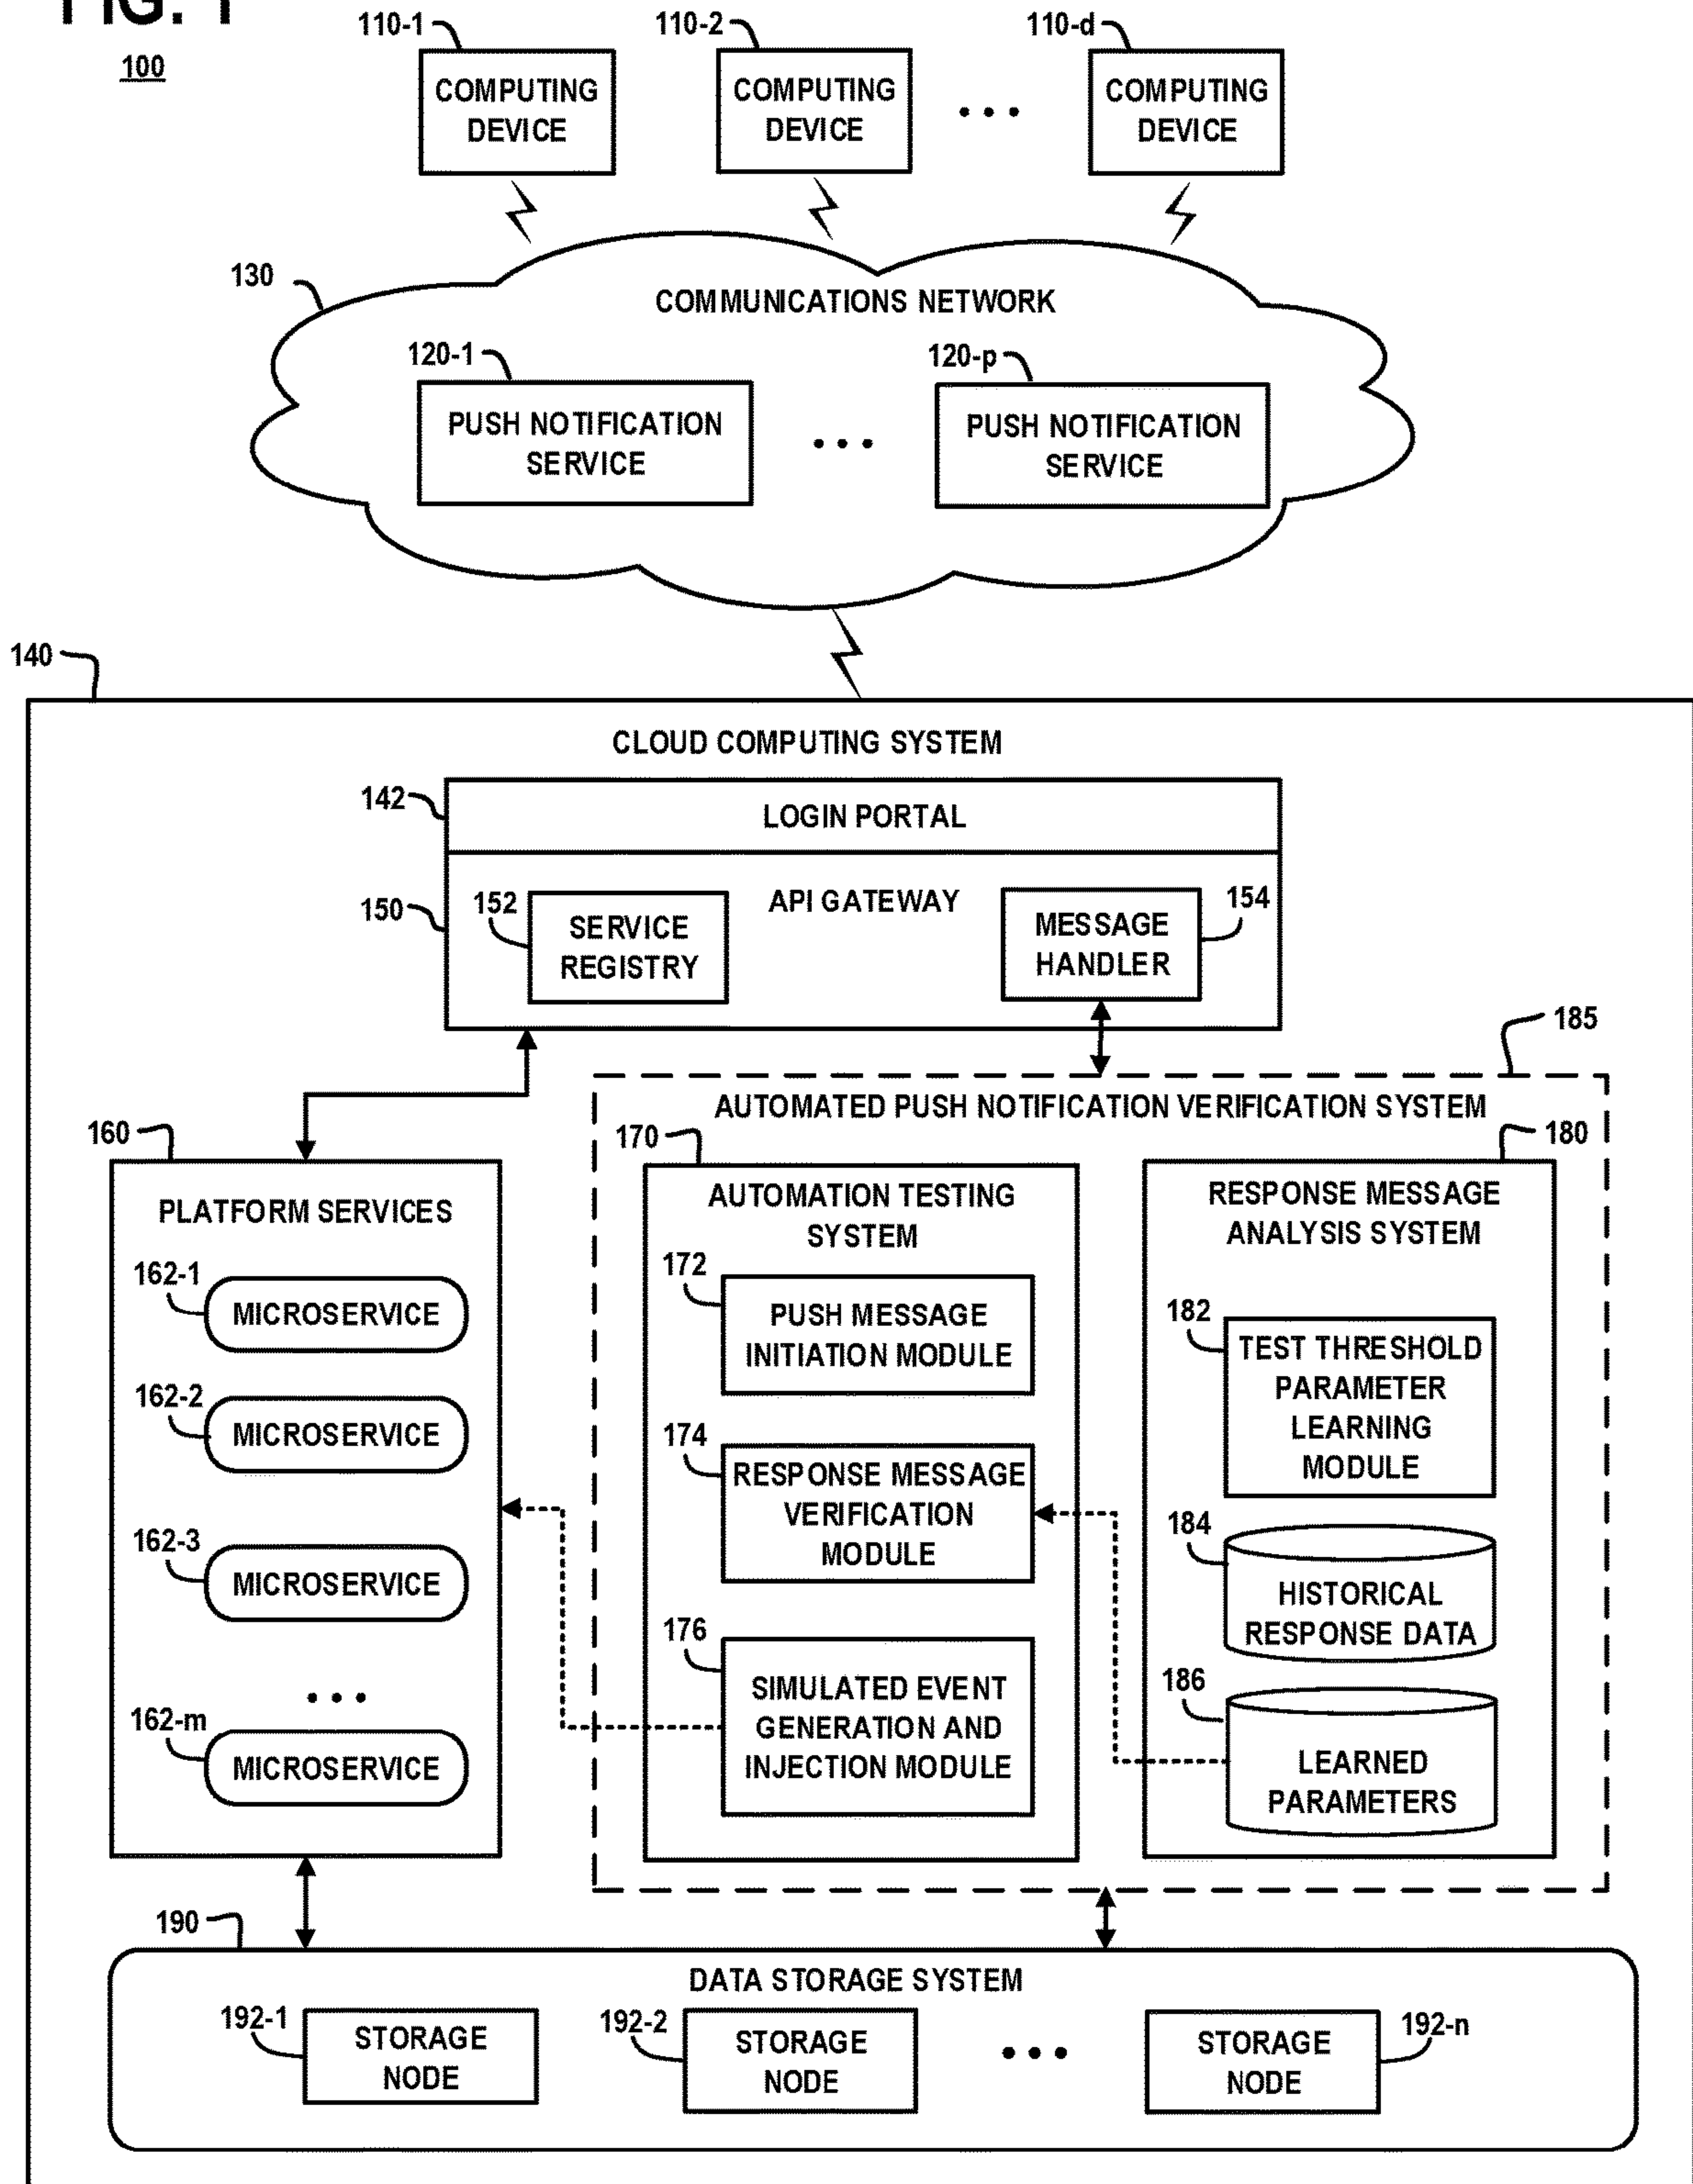 FIG. 1
100
110-1
110-2
110-d
COMPUTING
DEVICE
COMPUTING
DEVICE
• • •
COMPUTING
DEVICE
130
COMMUNICATIONS NETWORK
120-1
120-p
PUSH NOTIFICATION
SERVICE
• • •
PUSH NOTIFICATION
SERVICE
140
CLOUD COMPUTING SYSTEM
142
LOGIN PORTAL
150
API GATEWAY
152
SERVICE
REGISTRY
MESSAGE
HANDLER
154
185
AUTOMATED PUSH NOTIFICATION VERIFICATION SYSTEM
160
PLATFORM SERVICES
162-1
MICROSERVICE
162-2
MICROSERVICE
162-3
MICROSERVICE
• • •
162-m
MICROSERVICE
170
AUTOMATION TESTING
SYSTEM
172
PUSH MESSAGE
INITIATION MODULE
174
RESPONSE MESSAGE
VERIFICATION
MODULE
176
SIMULATED EVENT
GENERATION AND
INJECTION MODULE
180
RESPONSE MESSAGE
ANALYSIS SYSTEM
182
TEST THRESHOLD
PARAMETER
LEARNING
MODULE
184
HISTORICAL
RESPONSE DATA
186
LEARNED
PARAMETERS
190
DATA STORAGE SYSTEM
192-1
STORAGE
NODE
192-2
STORAGE
NODE
• • •
STORAGE
NODE
192-n